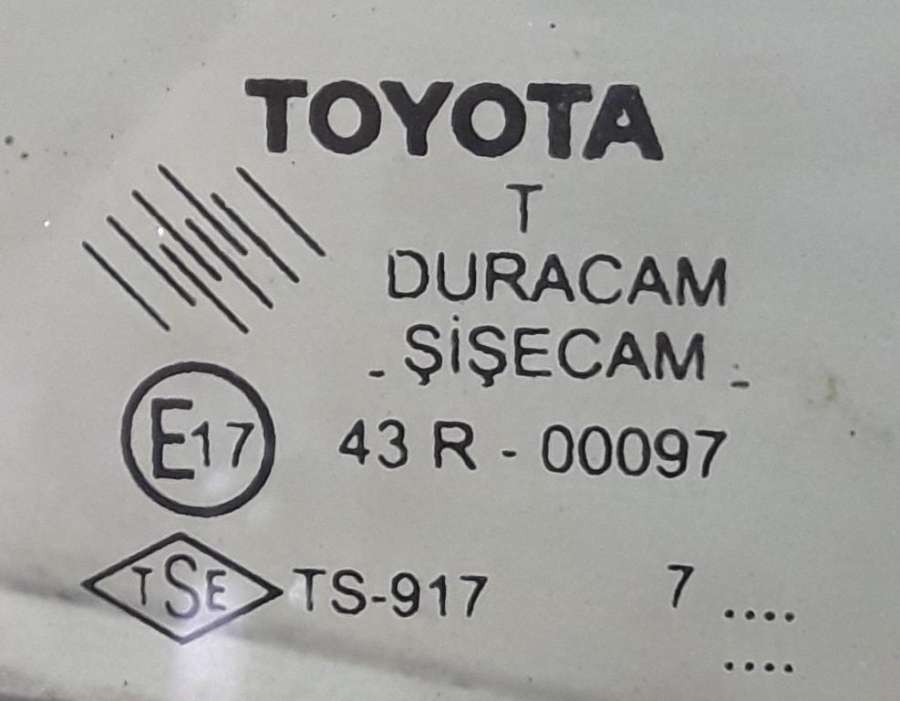 TOYOTA
T
DURACAM
- ŞİŞECAM -
E17 43 R - 00097
TSE TS-917 7 ....
....